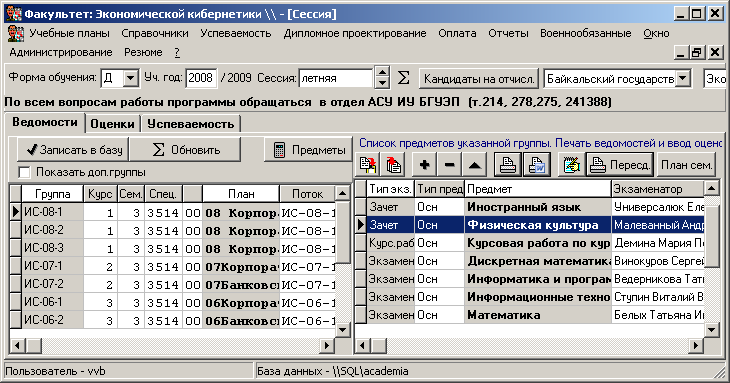 Факультет: Экономической кибернетики \\ - [Сессия]
Учебные планы Справочники Успеваемость Дипломное проектирование Оплата Отчеты Военнообязанные Окно
Администрирование Резюме ?
Форма обучения: Д Уч. год: 2008 / 2009 Сессия: летняя Σ Кандидаты на отчисл. Байкальский государств Эко
По всем вопросам работы программы обращаться в отдел АСУ ИУ БГУЭП (т.214, 278,275, 241388)
Ведомости Оценки Успеваемость
Записать в базу Σ Обновить Предметы
Показать доп.группы
Группа Курс Сем. Спец. План Поток
ИС-08-1 1 3 3514 00 08 Корпор ИС-08-1
ИС-08-2 1 3 3514 00 08 Корпор ИС-08-1
ИС-08-3 1 3 3514 00 08 Корпор ИС-08-1
ИС-07-1 2 3 3514 00 07Корпора ИС-07-1
ИС-07-2 2 3 3514 00 07Банковс ИС-07-1
ИС-06-1 3 3 3514 00 06Корпора ИС-06-1
ИС-06-2 3 3 3514 00 06Банковс ИС-06-1
Список предметов указанной группы. Печать ведомостей и ввод оцено
Пересд. План сем.
Тип экз. Тип пред Предмет Экзаменатор
Зачет Осн Иностранный язык Универсалюк Еле
Зачет Осн Физическая культура Малеванный Андр
Курс.раб Осн Курсовая работа по кур Демина Мария По
Экзамен Осн Дискретная математика Винокуров Сергей
Экзамен Осн Информатика и програм Ведерникова Тать
Экзамен Осн Информационные техно Ступин Виталий В
Экзамен Осн Математика Белых Татьяна Ив
Пользователь - vvb База данных - \\SQL\academia